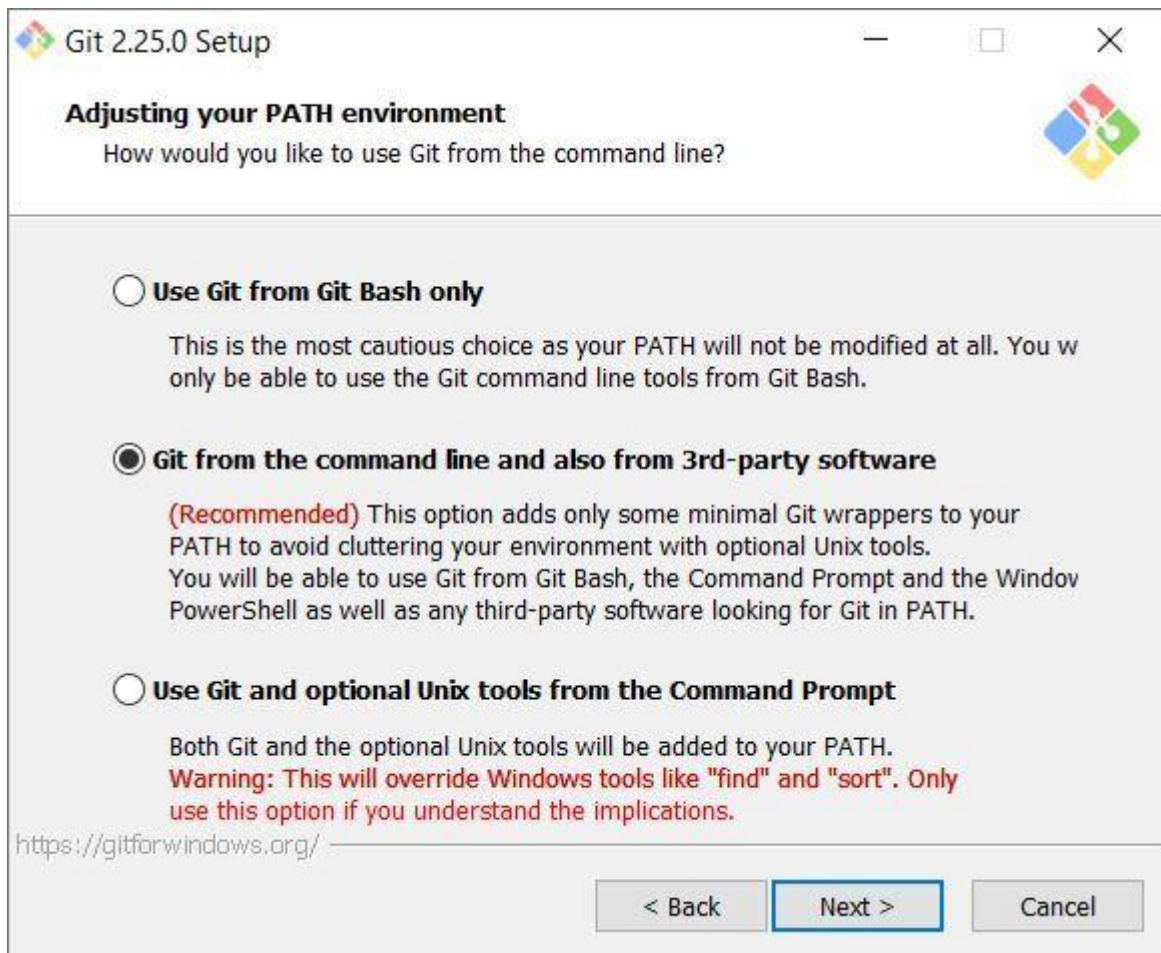 Git 2.25.0 Setup
Adjusting your PATH environment
How would you like to use Git from the command line?
Use Git from Git Bash only
This is the most cautious choice as your PATH will not be modified at all. You w
only be able to use the Git command line tools from Git Bash.
Git from the command line and also from 3rd-party software
(Recommended) This option adds only some minimal Git wrappers to your
PATH to avoid cluttering your environment with optional Unix tools.
You will be able to use Git from Git Bash, the Command Prompt and the Window
PowerShell as well as any third-party software looking for Git in PATH.
Use Git and optional Unix tools from the Command Prompt
Both Git and the optional Unix tools will be added to your PATH.
Warning: This will override Windows tools like "find" and "sort". Only
use this option if you understand the implications.
https://gitforwindows.org/
< Back Next > Cancel